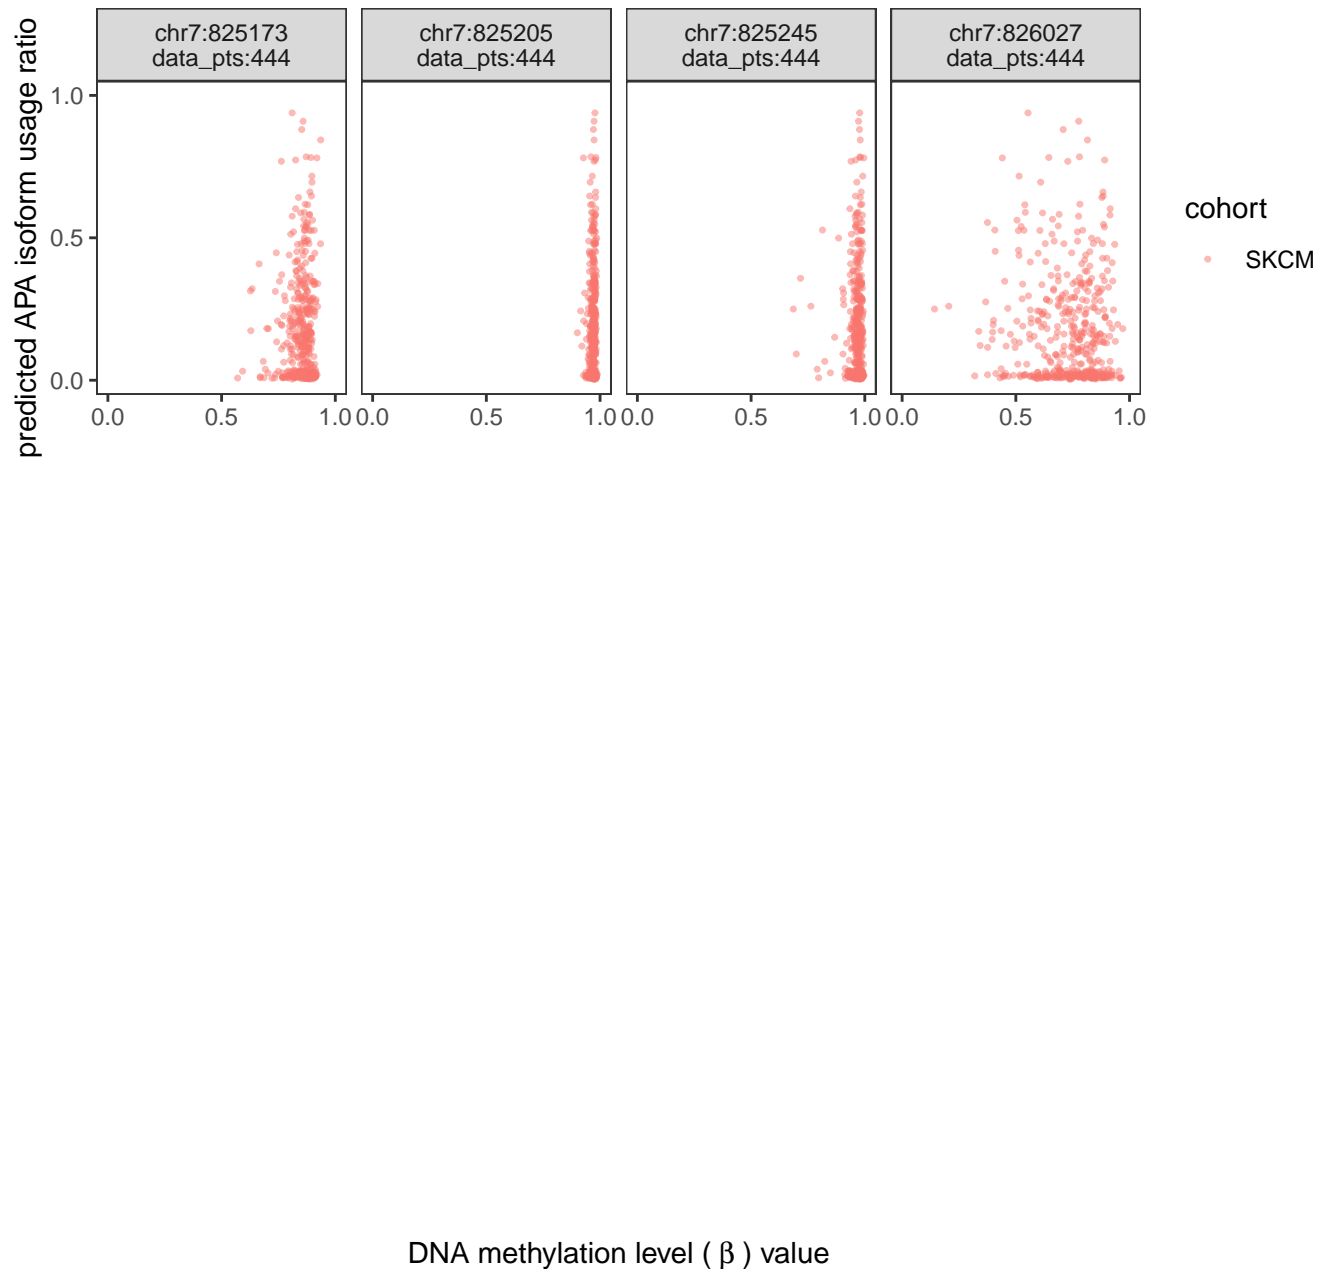 predicted APA isoform usage ratio
chr7:825173
data_pts:444
chr7:825205
data_pts:444
chr7:825245
data_pts:444
chr7:826027
data_pts:444
1.0
0.5
0.0
0.0 0.5 1.0
0.0 0.5 1.0
0.0 0.5 1.0
0.0 0.5 1.0
cohort
SKCM
DNA methylation level ( β ) value